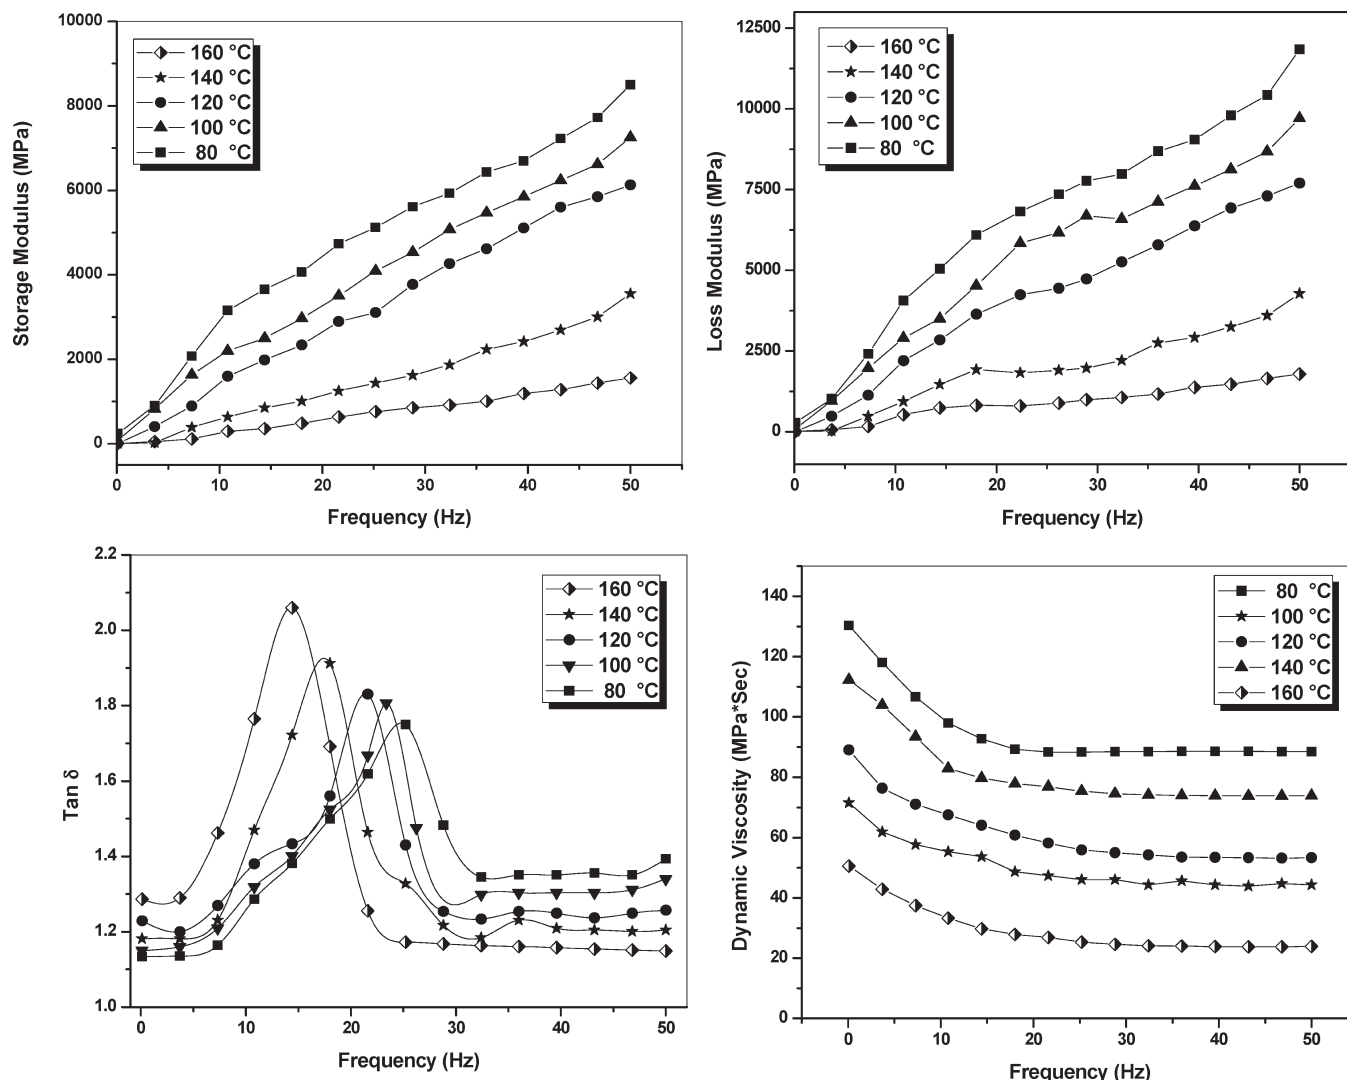 10000
8000
6000
4000
2000
0
Storage Modulus (MPa)
160 °C
140 °C
120 °C
100 °C
80 °C
0 10 20 30 40 50
Frequency (Hz)
12500
10000
7500
5000
2500
0
Loss Modulus (MPa)
160 °C
140 °C
120 °C
100 °C
80 °C
0 10 20 30 40 50
Frequency (Hz)
2.2
2.0
1.8
1.6
1.4
1.2
1.0
Tan δ
160 °C
140 °C
120 °C
100 °C
80 °C
0 10 20 30 40 50
Frequency (Hz)
140
120
100
80
60
40
20
0
Dynamic Viscosity (MPa*Sec)
80 °C
100 °C
120 °C
140 °C
160 °C
0 10 20 30 40 50
Frequency (Hz)